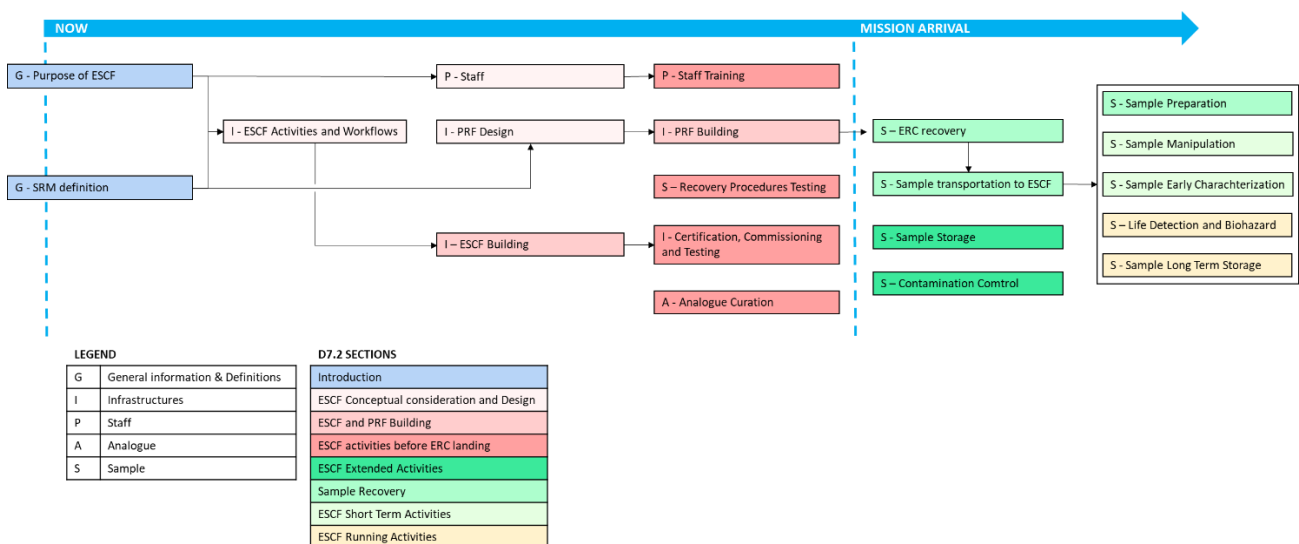 NOW
MISSION ARRIVAL
G - Purpose of ESCF
P - Staff
P - Staff Training
S - Sample Preparation
I - ESCF Activities and Workflows
I - PRF Design
I - PRF Building
S – ERC recovery
S - Sample Manipulation
G - SRM definition
S – Recovery Procedures Testing
S - Sample transportation to ESCF
S - Sample Early Charachterization
I – ESCF Building
I - Certification, Commissioning
and Testing
S - Sample Storage
S – Life Detection and Biohazard
S - Sample Long Term Storage
S – Contamination Comtrol
A - Analogue Curation
LEGEND
G General information & Definitions
I Infrastructures
P Staff
A Analogue
S Sample
D7.2 SECTIONS
Introduction
ESCF Conceptual consideration and Design
ESCF and PRF Building
ESCF activities before ERC landing
ESCF Extended Activities
Sample Recovery
ESCF Short Term Activities
ESCF Running Activities